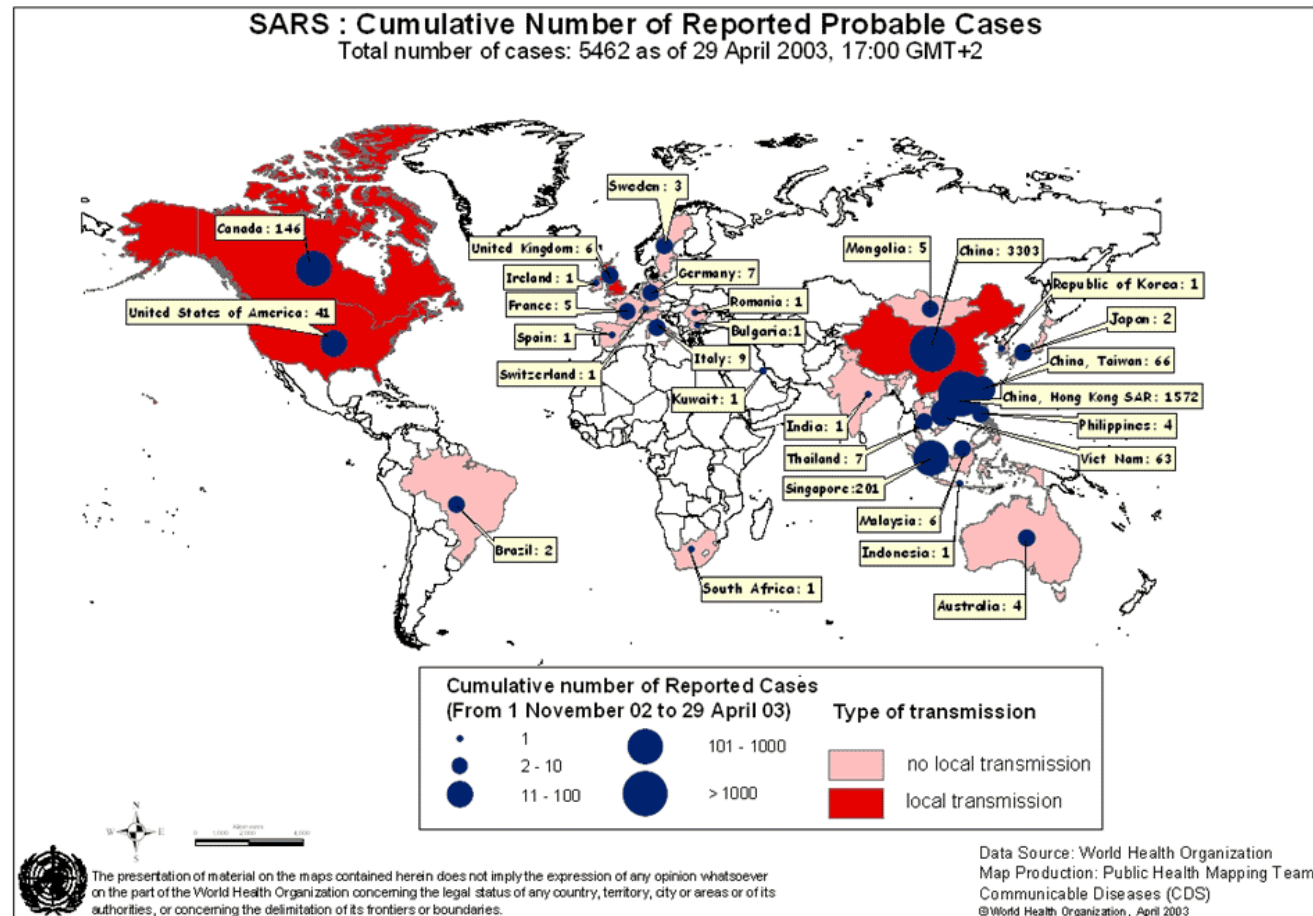 SARS : Cumulative Number of Reported Probable Cases
Total number of cases: 5462 as of 29 April 2003, 17:00 GMT+2
Sweden: 3
Canada: 146
United Kingdom: 6
Mongolia: 5
China: 3303
Ireland: 1
Germany: 7
Republic of Korea: 1
France: 5
Romania: 1
United States of America: 41
Japan: 2
Spain: 1
Bulgaria:1
Italy: 9
China, Taiwan: 66
Switzerland: 1
Kuwait: 1
China, Hong Kong SAR: 1572
India: 1
Philippines: 4
Thailand: 7
Viet Nam: 63
Singapore:201
Malaysia: 6
Brazil: 2
Indonesia: 1
South Africa: 1
Australia: 4
Cumulative number of Reported Cases
(From 1 November 02 to 29 April 03)
1
2 - 10
11 - 100
101 - 1000
> 1000
Type of transmission
no local transmission
local transmission
N
W
E
S
Kilometers
0 1,000 2,000 4,000
The presentation of material on the maps contained herein does not imply the expression of any opinion whatsoever
on the part of the World Health Organization concerning the legal status of any country, territory, city or areas or of its
authorities, or concerning the delimitation of its frontiers or boundaries.
Data Source: World Health Organization
Map Production: Public Health Mapping Team
Communicable Diseases (CDS)
©World Health Organization, April 2003